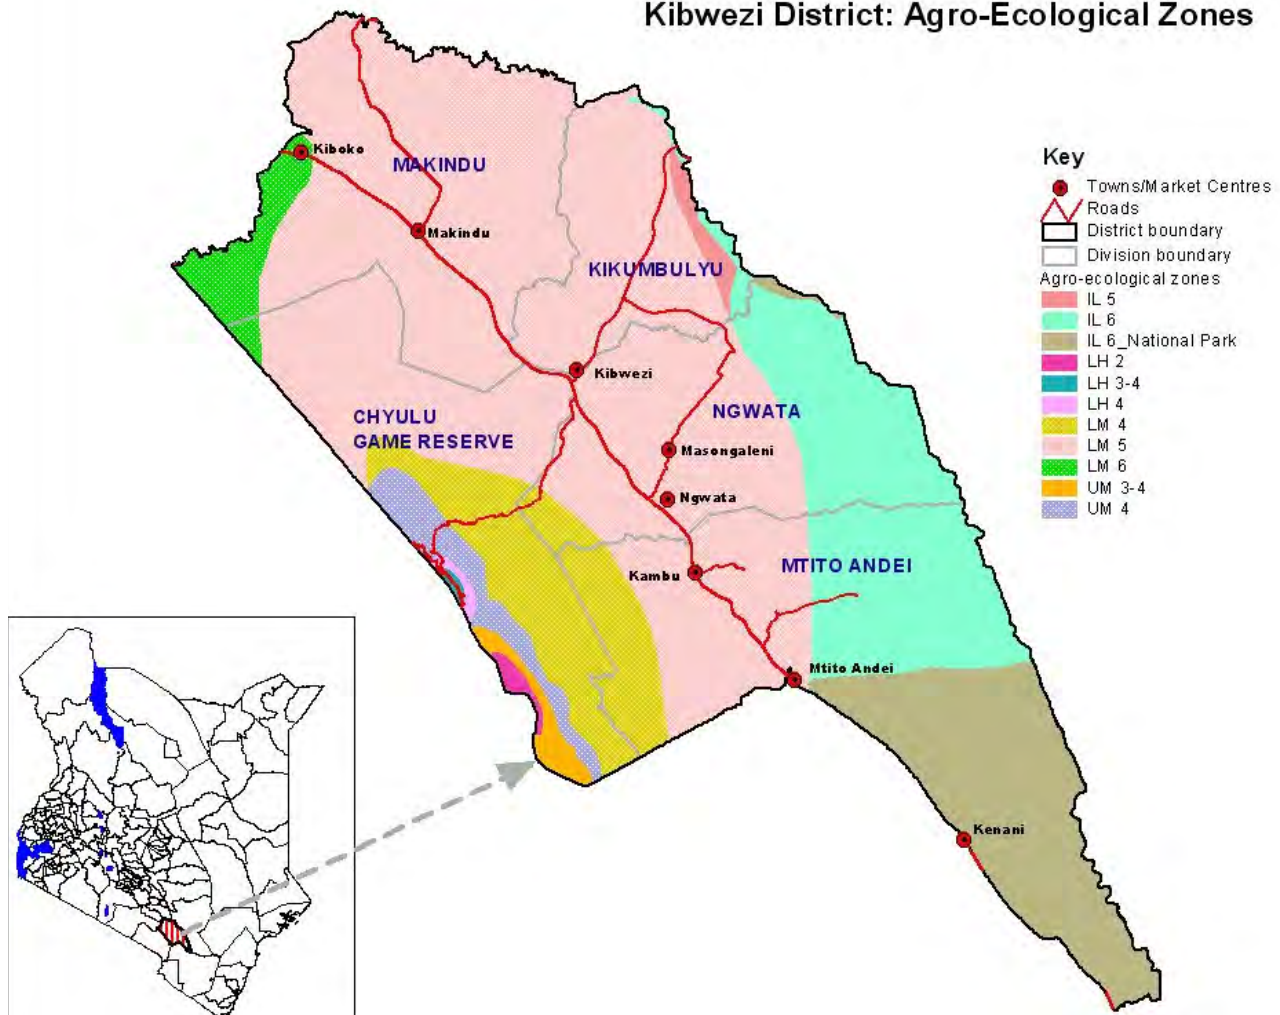 Kibwezi District: Agro-Ecological Zones
Kiboko
MAKINDU
Makindu
KIKUMBULYU
Kibwezi
CHYULU
GAME RESERVE
NGWATA
Masongaleni
Ngwata
Kambu
MTITO ANDEI
Mtito Andei
Kenani
Key
Towns/Market Centres
Roads
District boundary
Division boundary
Agro-ecological zones
IL 5
IL 6
IL 6_National Park
LH 2
LH 3-4
LH 4
LM 4
LM 5
LM 6
UM 3-4
UM 4